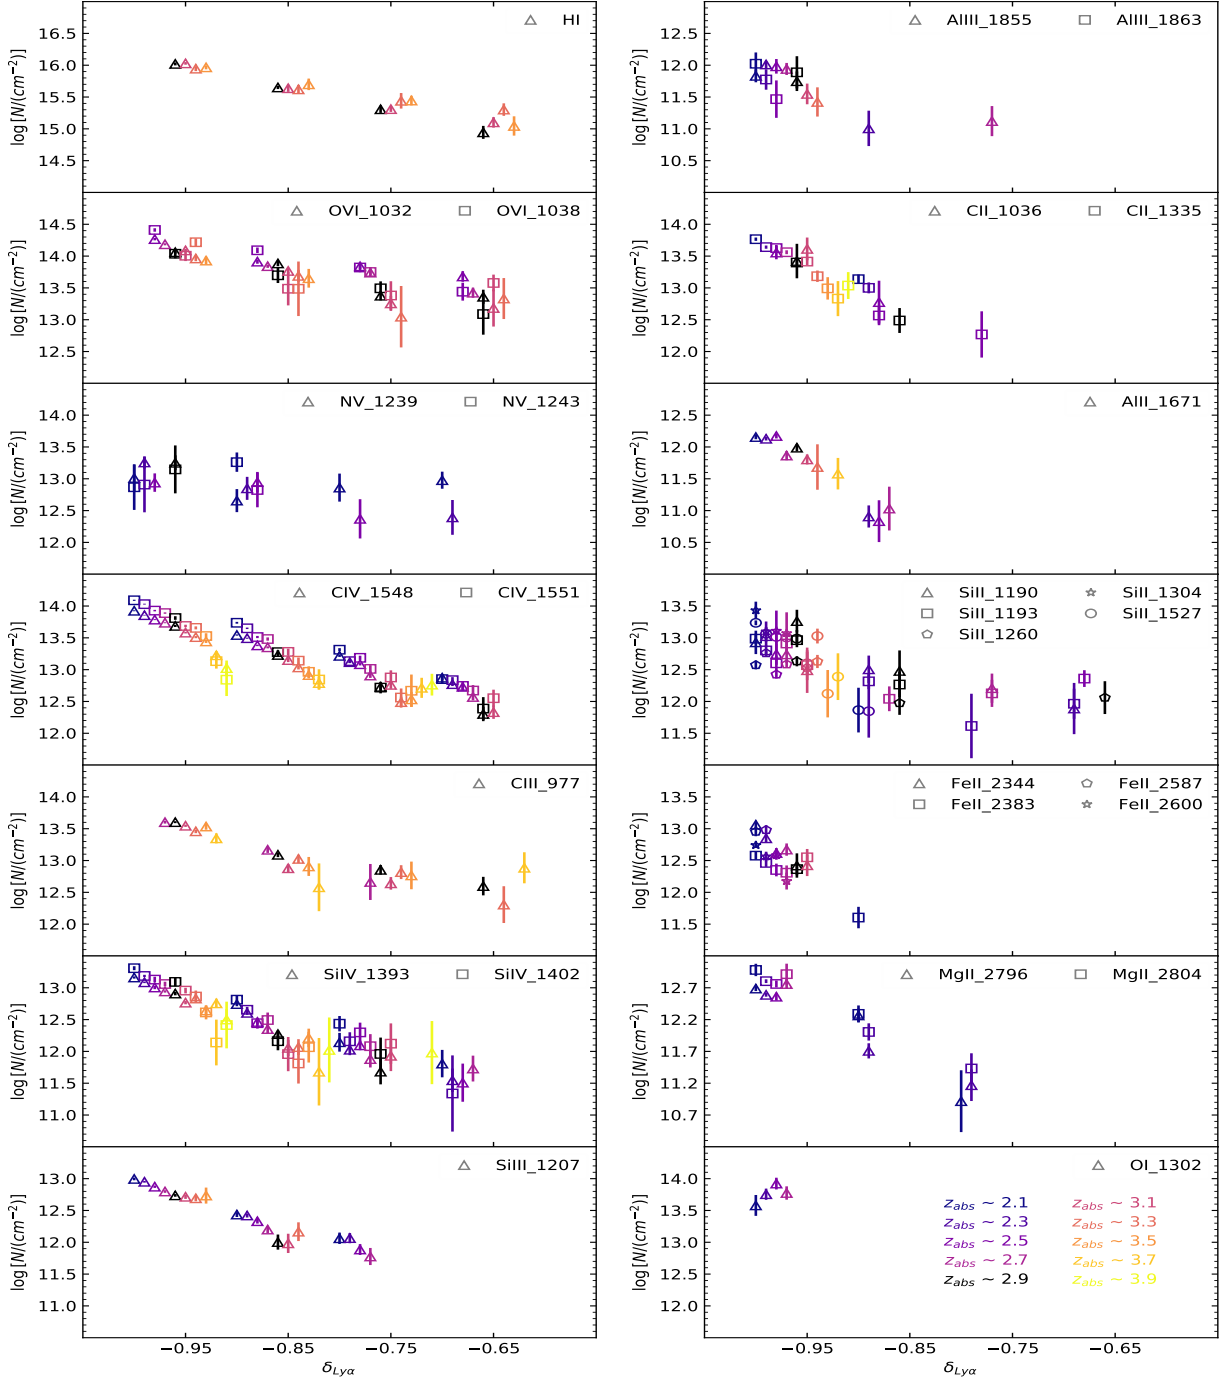 HI
16.5
16.0
15.5
15.0
14.5
log[N/(cm⁻²)]
AlIII_1855 AlIII_1863
12.5
12.0
11.5
11.0
10.5
log[N/(cm⁻²)]
OVI_1032 OVI_1038
14.5
14.0
13.5
13.0
12.5
log[N/(cm⁻²)]
CII_1036 CII_1335
14.0
13.5
13.0
12.5
12.0
log[N/(cm⁻²)]
NV_1239 NV_1243
14.0
13.5
13.0
12.5
12.0
log[N/(cm⁻²)]
AlII_1671
12.5
12.0
11.5
11.0
10.5
log[N/(cm⁻²)]
CIV_1548 CIV_1551
14.0
13.5
13.0
12.5
12.0
log[N/(cm⁻²)]
SiII_1190 SiII_1304
SiII_1193 SiII_1527
SiII_1260
13.5
13.0
12.5
12.0
11.5
log[N/(cm⁻²)]
CIII_977
14.0
13.5
13.0
12.5
12.0
log[N/(cm⁻²)]
FeII_2344 FeII_2587
FeII_2383 FeII_2600
13.5
13.0
12.5
12.0
11.5
log[N/(cm⁻²)]
SiIV_1393 SiIV_1402
13.0
12.5
12.0
11.5
11.0
log[N/(cm⁻²)]
MgII_2796 MgII_2804
12.7
12.2
11.7
11.2
10.7
log[N/(cm⁻²)]
SiIII_1207
13.0
12.5
12.0
11.5
11.0
log[N/(cm⁻²)]
−0.95 −0.85 −0.75 −0.65
δ_Lyα
OI_1302
14.0
13.5
13.0
12.5
12.0
log[N/(cm⁻²)]
z_abs ~ 2.1 z_abs ~ 3.1
z_abs ~ 2.3 z_abs ~ 3.3
z_abs ~ 2.5 z_abs ~ 3.5
z_abs ~ 2.7 z_abs ~ 3.7
z_abs ~ 2.9 z_abs ~ 3.9
−0.95 −0.85 −0.75 −0.65
δ_Lyα